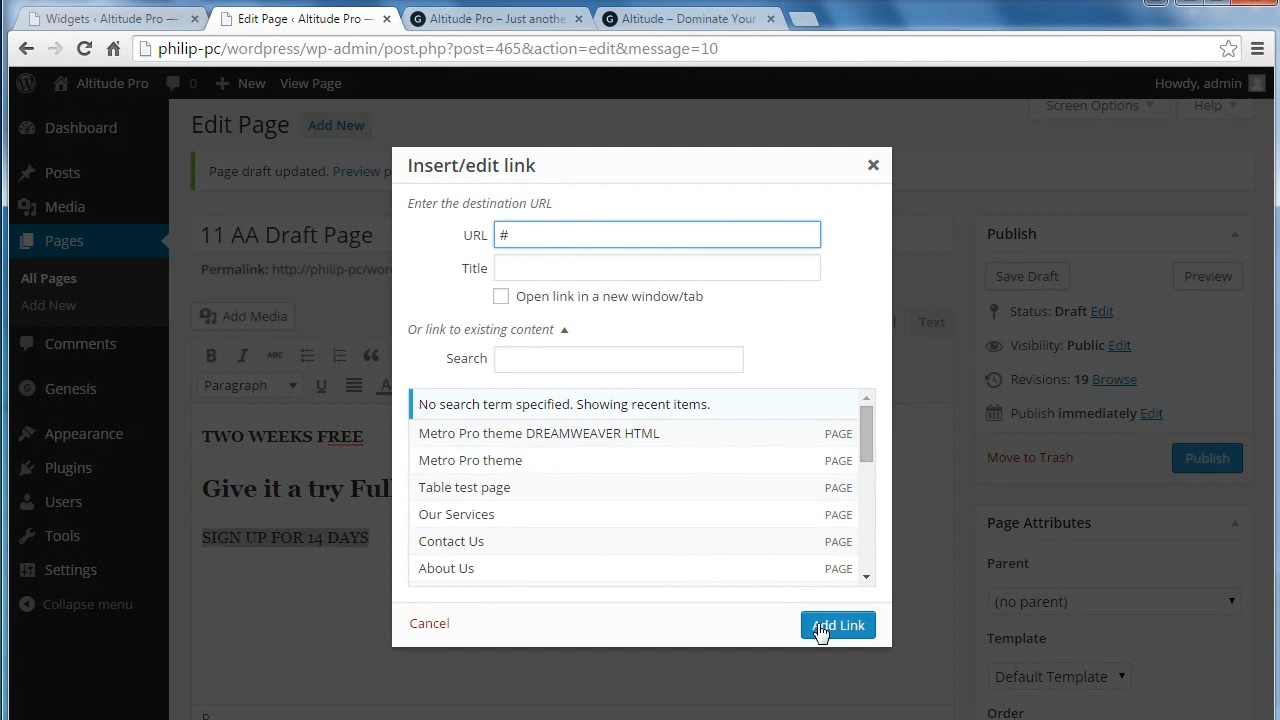 Widgets ‹ Altitude Pro — × Edit Page ‹ Altitude Pro — × Altitude Pro – Just anothe × Altitude – Dominate Your ×
philip-pc/wordpress/wp-admin/post.php?post=465&action=edit&message=10
Altitude Pro 0 New View Page Howdy, admin
Dashboard
Posts
Media
Pages
All Pages
Add New
Comments
Genesis
Appearance
Plugins
Users
Tools
Settings
Collapse menu
Screen Options Help
Edit Page Add New
Page draft updated. Preview p
11 AA Draft Page
Permalink: http://philip-pc/wor
Add Media
Text
B I ABC
Paragraph U A
TWO WEEKS FREE
Give it a try Full
SIGN UP FOR 14 DAYS
Insert/edit link ×
Enter the destination URL
URL #
Title
Open link in a new window/tab
Or link to existing content
Search
No search term specified. Showing recent items.
Metro Pro theme DREAMWEAVER HTML PAGE
Metro Pro theme PAGE
Table test page PAGE
Our Services PAGE
Contact Us PAGE
About Us PAGE
Cancel Add Link
Publish
Save Draft Preview
Status: Draft Edit
Visibility: Public Edit
Revisions: 19 Browse
Publish immediately Edit
Move to Trash Publish
Page Attributes
Parent
(no parent)
Template
Default Template
Order